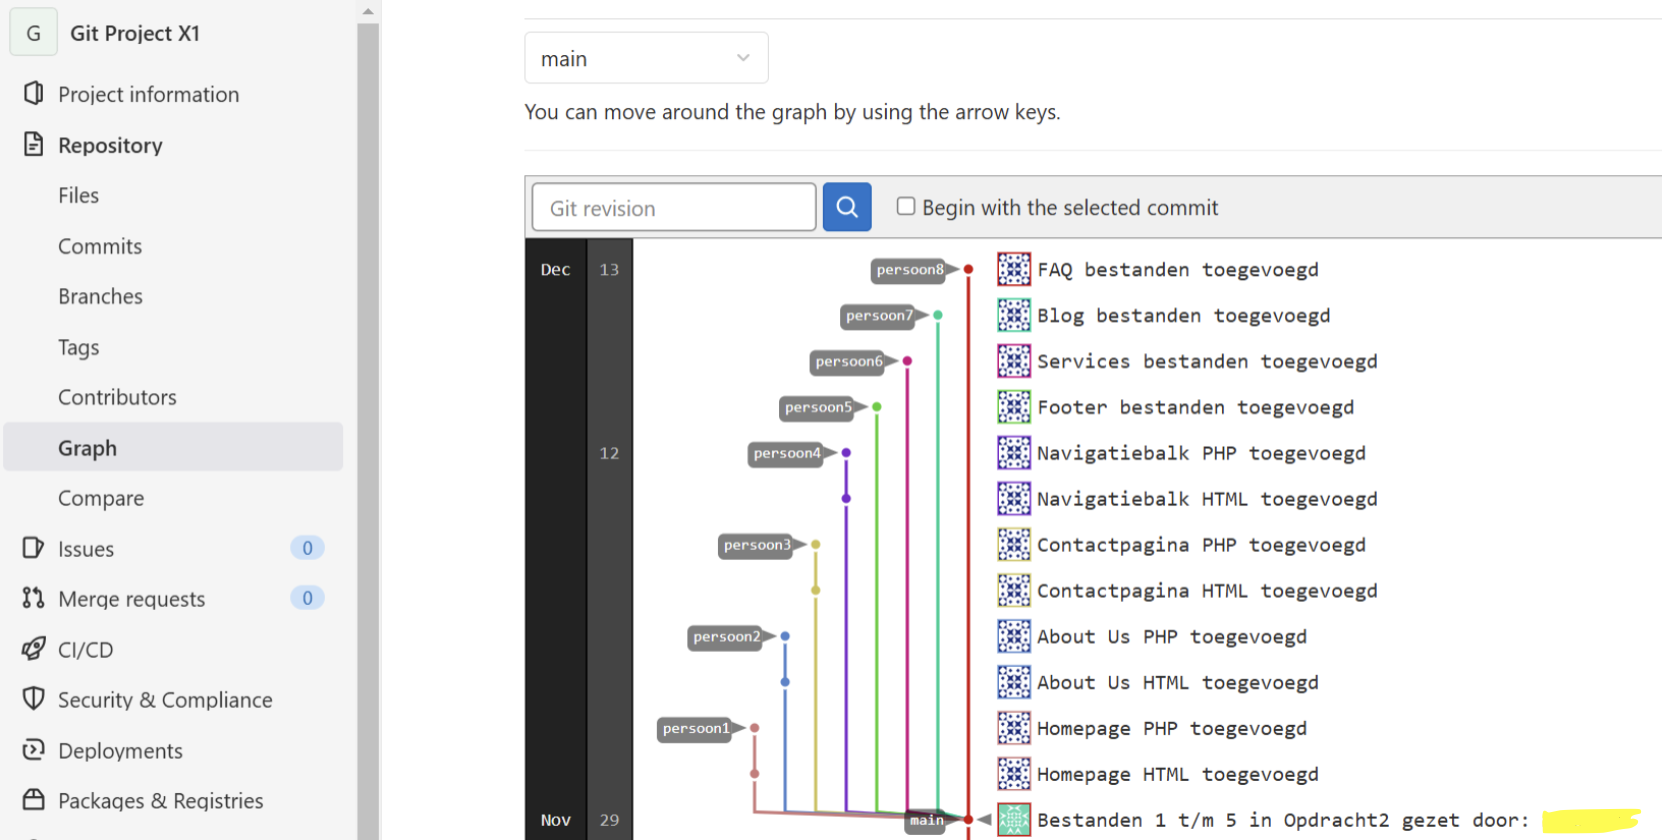 G Git Project X1
Project information
Repository
Files
Commits
Branches
Tags
Contributors
Graph
Compare
Issues 0
Merge requests 0
CI/CD
Security & Compliance
Deployments
Packages & Registries
main
You can move around the graph by using the arrow keys.
Git revision
Begin with the selected commit
Dec 13 persoon8 FAQ bestanden toegevoegd
persoon7 Blog bestanden toegevoegd
persoon6 Services bestanden toegevoegd
persoon5 Footer bestanden toegevoegd
12 persoon4 Navigatiebalk PHP toegevoegd
Navigatiebalk HTML toegevoegd
persoon3 Contactpagina PHP toegevoegd
Contactpagina HTML toegevoegd
persoon2 About Us PHP toegevoegd
About Us HTML toegevoegd
persoon1 Homepage PHP toegevoegd
Homepage HTML toegevoegd
Nov 29 main Bestanden 1 t/m 5 in Opdracht2 gezet door: